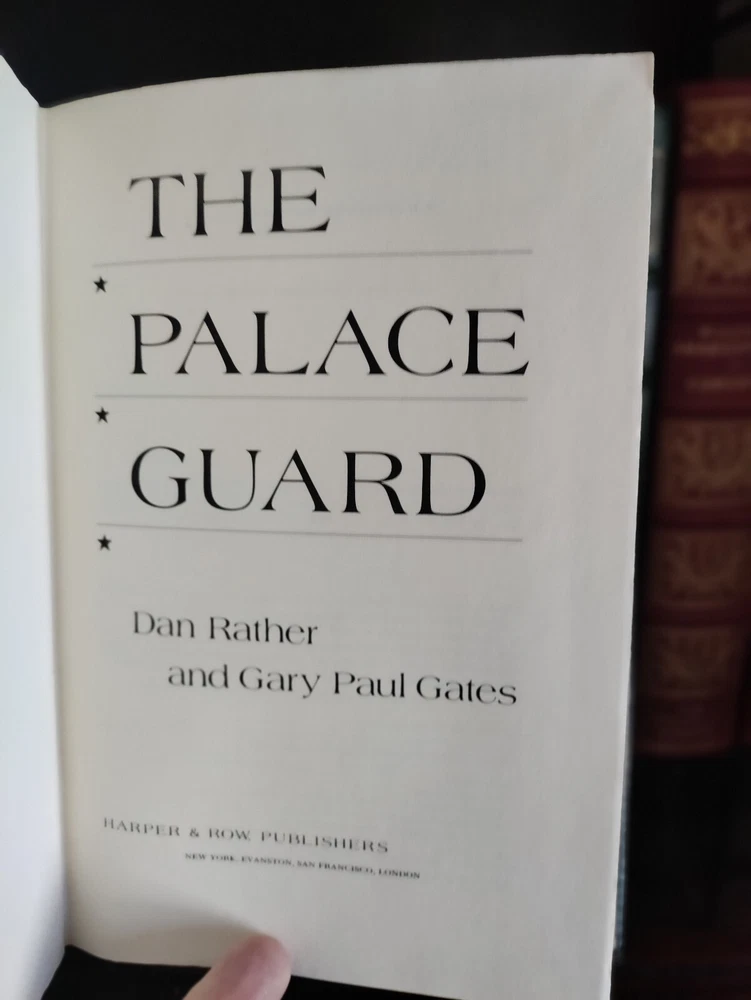 THE
PALACE
GUARD
Dan Rather
and Gary Paul Gates
HARPER & ROW, PUBLISHERS
NEW YORK, EVANSTON, SAN FRANCISCO, LONDON